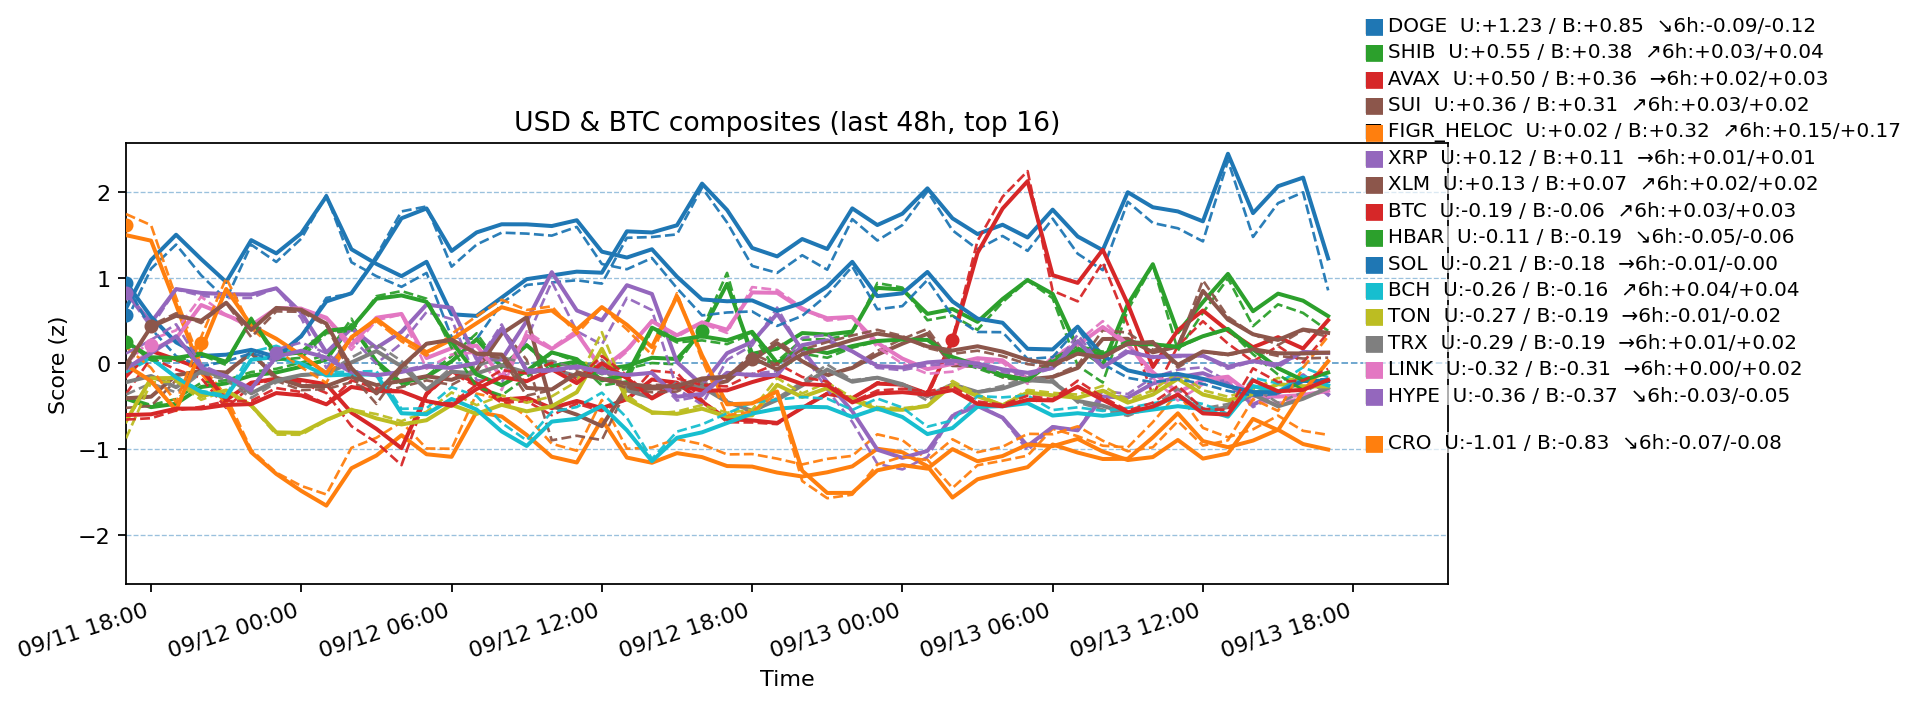 DOGE U:+1.23 / B:+0.85 ↘6h:-0.09/-0.12
SHIB U:+0.55 / B:+0.38 ↗6h:+0.03/+0.04
AVAX U:+0.50 / B:+0.36 →6h:+0.02/+0.03
SUI U:+0.36 / B:+0.31 ↗6h:+0.03/+0.02
FIGR_HELOC U:+0.02 / B:+0.32 ↗6h:+0.15/+0.17
XRP U:+0.12 / B:+0.11 →6h:+0.01/+0.01
XLM U:+0.13 / B:+0.07 ↗6h:+0.02/+0.02
BTC U:-0.19 / B:-0.06 ↗6h:+0.03/+0.03
HBAR U:-0.11 / B:-0.19 ↘6h:-0.05/-0.06
SOL U:-0.21 / B:-0.18 →6h:-0.01/-0.00
BCH U:-0.26 / B:-0.16 ↗6h:+0.04/+0.04
TON U:-0.27 / B:-0.19 →6h:-0.01/-0.02
TRX U:-0.29 / B:-0.19 →6h:+0.01/+0.02
LINK U:-0.32 / B:-0.31 →6h:+0.00/+0.02
HYPE U:-0.36 / B:-0.37 ↘6h:-0.03/-0.05
CRO U:-1.01 / B:-0.83 ↘6h:-0.07/-0.08
USD & BTC composites (last 48h, top 16)
Score (z)
2
1
0
−1
−2
09/11 18:00
09/12 00:00
09/12 06:00
09/12 12:00
09/12 18:00
09/13 00:00
09/13 06:00
09/13 12:00
09/13 18:00
Time